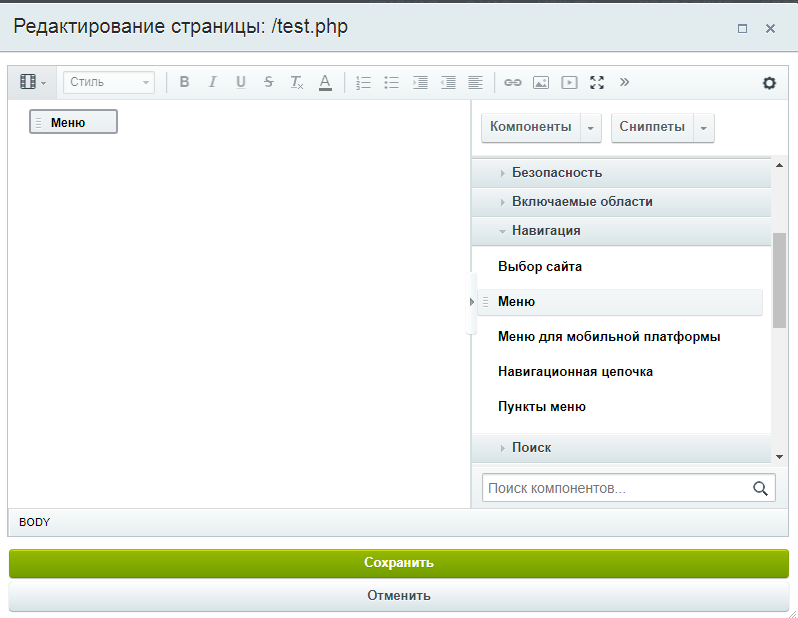 Редактирование страницы: /test.php
Стиль
B I U S Tx A
Меню
Компоненты Сниппеты
Безопасность
Включаемые области
Навигация
Выбор сайта
Меню
Меню для мобильной платформы
Навигационная цепочка
Пункты меню
Поиск
Поиск компонентов...
BODY
Сохранить
Отменить